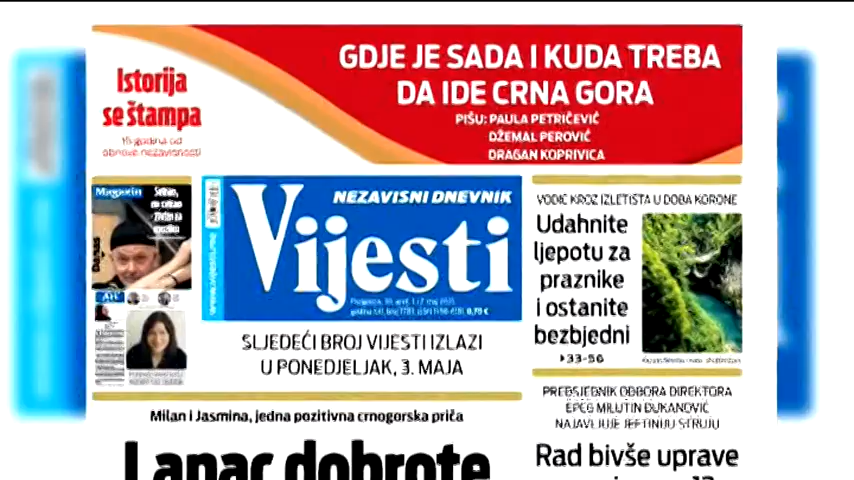 Istorija
se štampa
15 godina od
obnove nezavisnosti
GDJE JE SADA I KUDA TREBA
DA IDE CRNA GORA
PIŠU: PAULA PETRIČEVIĆ
DŽEMAL PEROVIĆ
DRAGAN KOPRIVICA
Magazin
NEZAVISNI DNEVNIK
Vijesti
www.vijesti.me
SLJEDEĆI BROJ VIJESTI IZLAZI
U PONEDJELJAK, 3. MAJA
VODIČ KROZ IZLETIŠTA U DOBA KORONE
Udahnite
ljepotu za
praznike
i ostanite
bezbjedni
33-56
Milan i Jasmina, jedna pozitivna crnogorska priča
Lanac dobrote
PREDSJEDNIK ODBORA DIREKTORA
EPCG MILUTIN ĐUKANOVIĆ
NAJAVLJUJE JEFTINIJU STRUJU
Rad bivše uprave